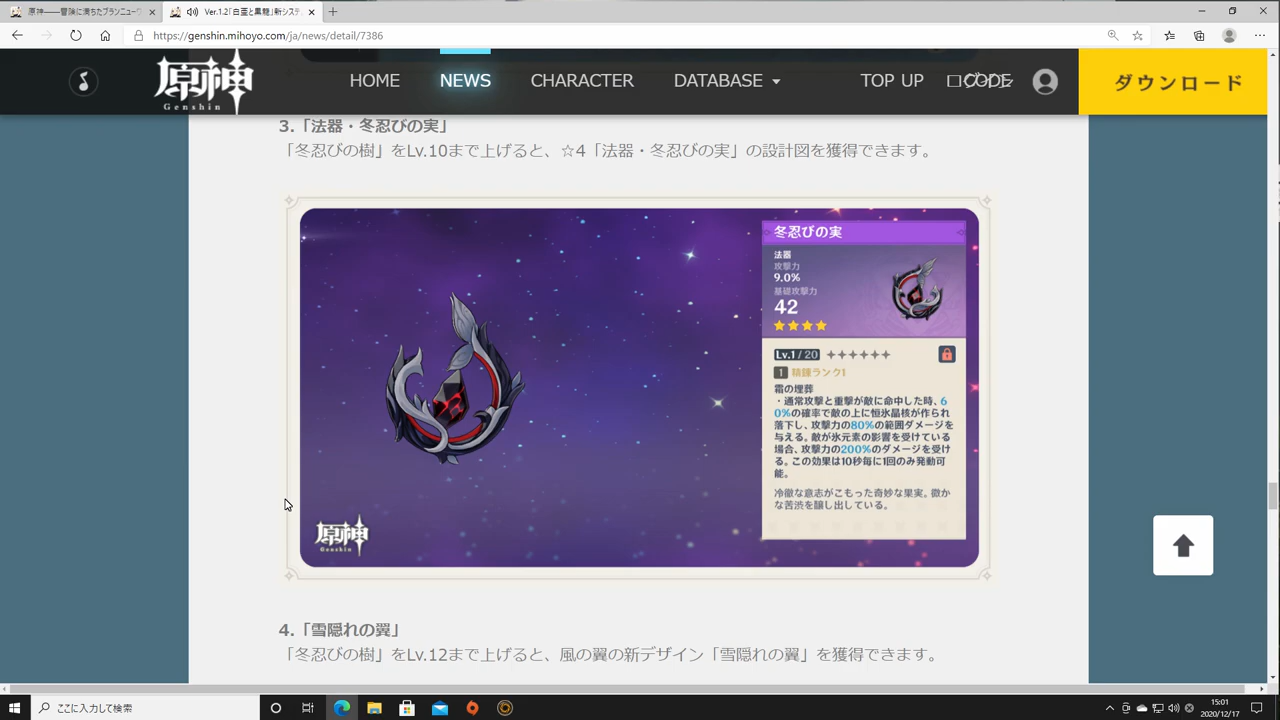 原神——冒険に満ちたブランニューワ
Ver.1.2「白亜と黒龍」新システ
https://genshin.mihoyo.com/ja/news/detail/7386
原神
Genshin
HOME
NEWS
CHARACTER
DATABASE
TOP UP
CODE
ダウンロード
3.「法器・冬忍びの実」
「冬忍びの樹」をLv.10まで上げると、☆4「法器・冬忍びの実」の設計図を獲得できます。
冬忍びの実
法器
攻撃力
9.0%
基礎攻撃力
42
Lv.1 / 20
1 精錬ランク1
霜の埋葬
・通常攻撃と重撃が敵に命中した時、6
0%の確率で敵の上に恒氷晶核が作られ
落下し、攻撃力の80%の範囲ダメージを
与える。敵が氷元素の影響を受けている
場合、攻撃力の200%のダメージを受け
る。この効果は10秒毎に1回のみ発動可
能。
冷徹な意志がこもった奇妙な果実。微か
な苦渋を醸し出している。
原神
Genshin
4.「雪隠れの翼」
「冬忍びの樹」をLv.12まで上げると、風の翼の新デザイン「雪隠れの翼」を獲得できます。
ここに入力して検索
15:01
2020/12/17